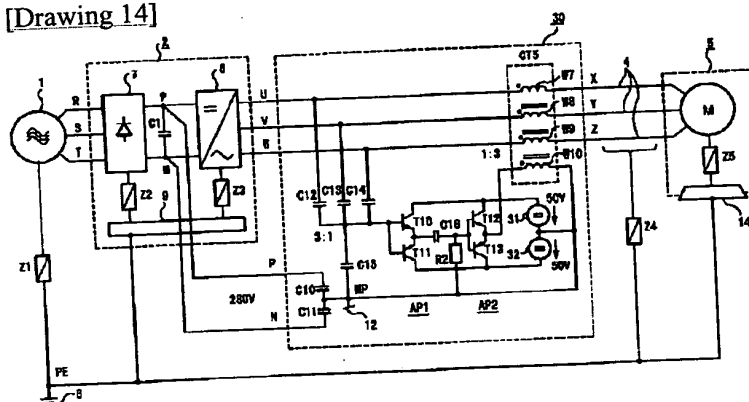 [Drawing 14]
30
2
CT5
5
1
7
6
W7
X
4
R
P
U
W8
Y
S
C1
V
W9
Z
M
T
N
W
W10
1:3
Z5
Z2
9
Z3
C12
C13
C14
T10
C16
T12
50V
31
14
3:1
T11
R2
T13
32
50V
Z4
Z1
P
C15
280V
C10
MP
N
C11
12
AP1
AP2
PE
8